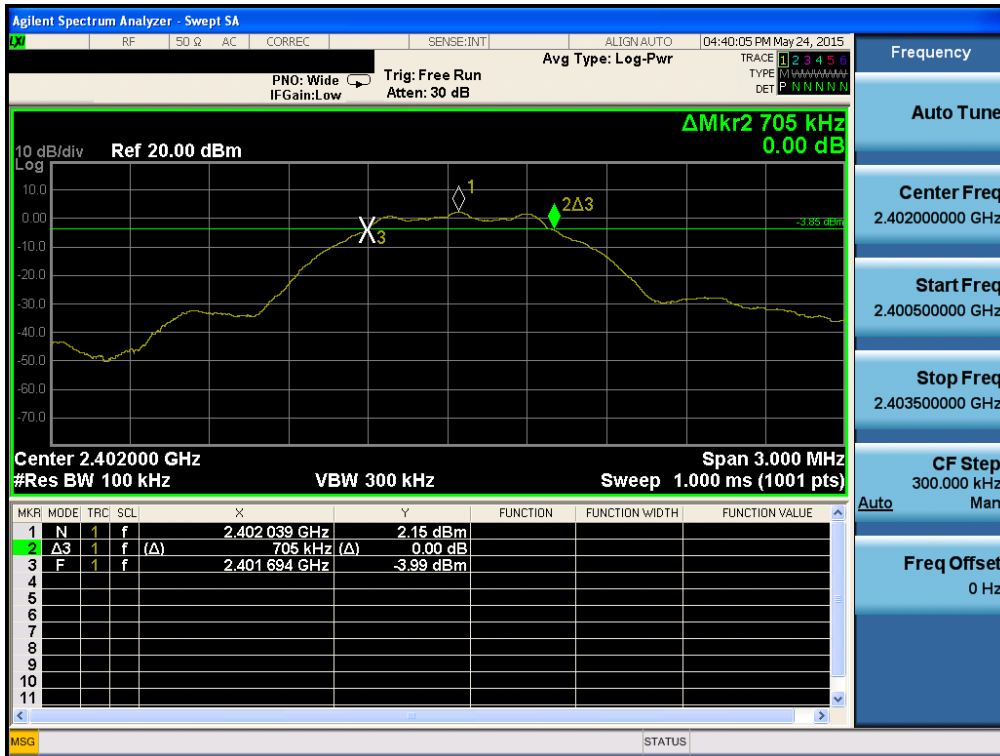 Agilent Spectrum Analyzer - Swept SA
LXI RF 50 Ω AC CORREC SENSE:INT ALIGN AUTO 04:40:05 PM May 24, 2015
Frequency
Avg Type: Log-Pwr
TRACE 1 2 3 4 5 6
PNO: Wide Trig: Free Run
TYPE M
IFGain:Low Atten: 30 dB
DET P N N N N N
Auto Tune
ΔMkr2 705 kHz
0.00 dB
10 dB/div Ref 20.00 dBm
Log
10.0
0.00
-10.0
-20.0
-30.0
-40.0
-50.0
-60.0
-70.0
1
2Δ3
-3.85 dBm
3
Center Freq
2.402000000 GHz
Start Freq
2.400500000 GHz
Stop Freq
2.403500000 GHz
Center 2.402000 GHz Span 3.000 MHz
#Res BW 100 kHz VBW 300 kHz Sweep 1.000 ms (1001 pts)
CF Step
300.000 kHz
Auto Man
MKR MODE TRC SCL X Y FUNCTION FUNCTION WIDTH FUNCTION VALUE
1 N 1 f 2.402 039 GHz 2.15 dBm
2 Δ3 1 f (Δ) 705 kHz (Δ) 0.00 dB
3 F 1 f 2.401 694 GHz -3.99 dBm
4
5
6
7
8
9
10
11
Freq Offset
0 Hz
MSG STATUS